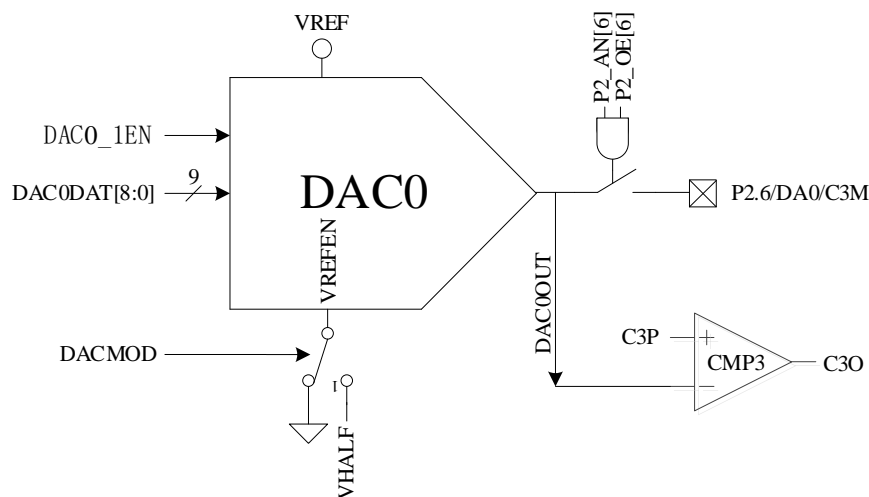 VREF
P2_AN[6]
P2_OE[6]
DAC0_1EN
DAC0DAT[8:0]
9
DAC0
P2.6/DA0/C3M
VREFEN
DAC0OUT
DACMOD
C3P
+
CMP3
C3O
−
1
VHALF